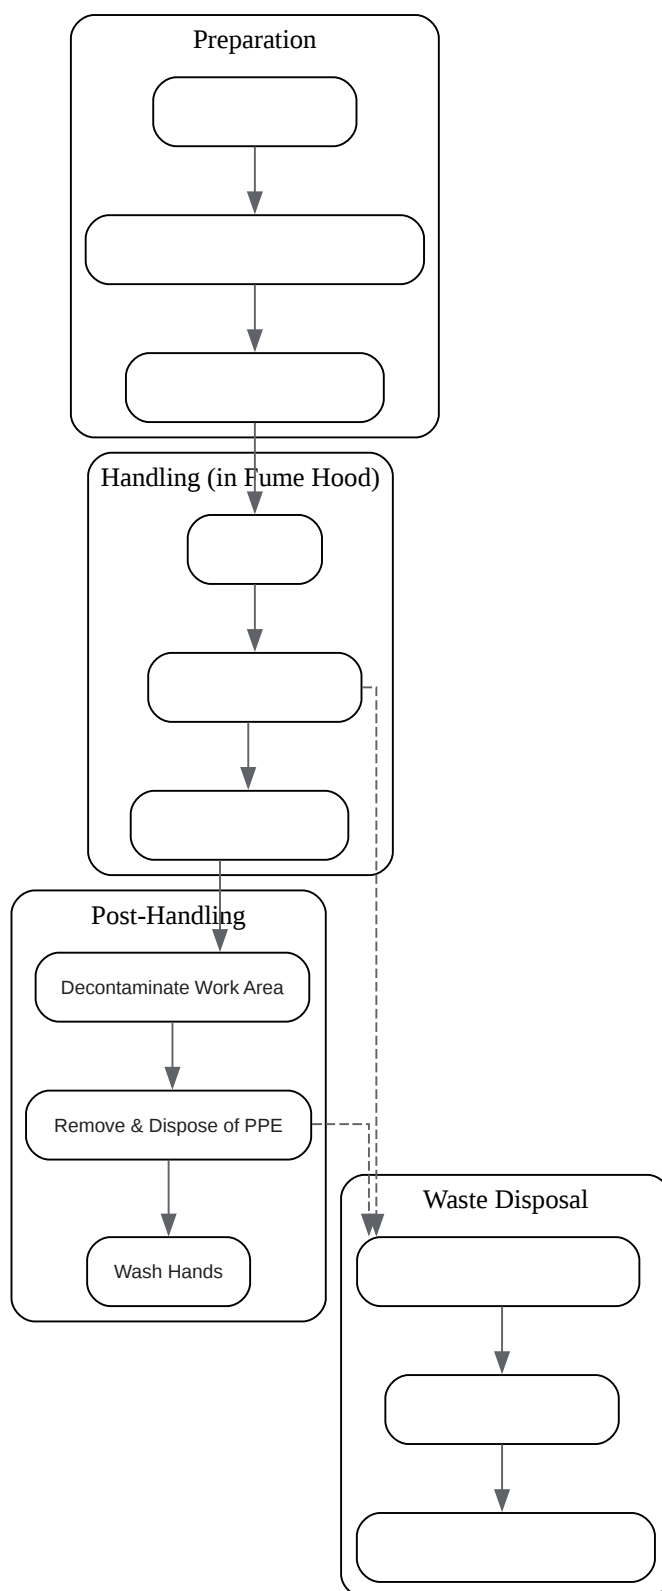 Preparation
Handling (in Fume Hood)
Post-Handling
Decontaminate Work Area
Remove & Dispose of PPE
Wash Hands
Waste Disposal